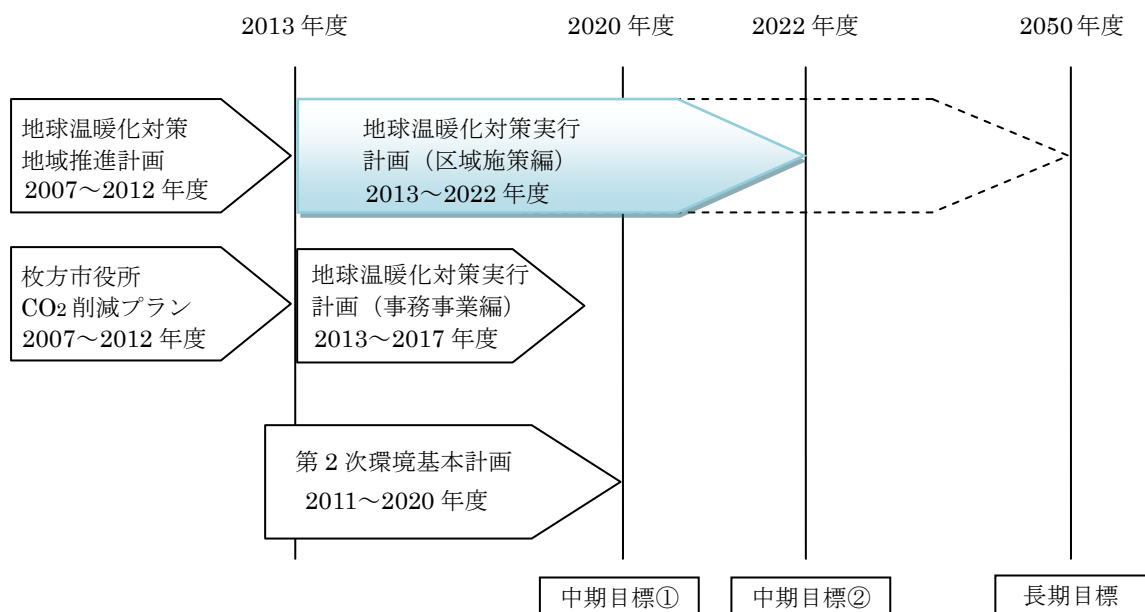 2013 年度
2020 年度
2022 年度
2050 年度
地球温暖化対策
地域推進計画
2007～2012 年度
地球温暖化対策実行
計画（区域施策編）
2013～2022 年度
枚方市役所
CO2 削減プラン
2007～2012 年度
地球温暖化対策実行
計画（事務事業編）
2013～2017 年度
第 2 次環境基本計画
2011～2020 年度
中期目標①
中期目標②
長期目標